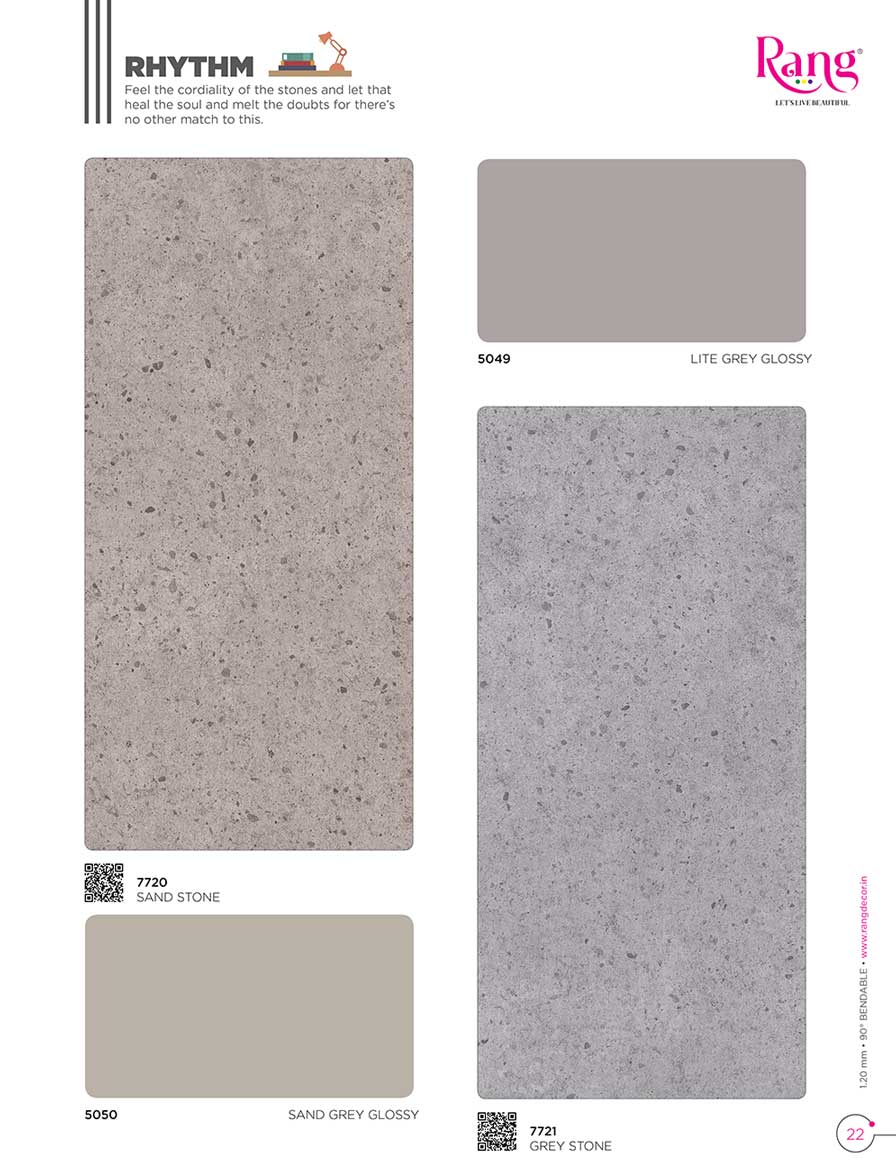 RHYTHM
Feel the cordiality of the stones and let that
heal the soul and melt the doubts for there's
no other match to this.
Rang®
LET'S LIVE BEAUTIFUL
5049 LITE GREY GLOSSY
7720
SAND STONE
5050 SAND GREY GLOSSY
7721
GREY STONE
1.20 mm • 90° BENDABLE • www.rangdecor.in
22